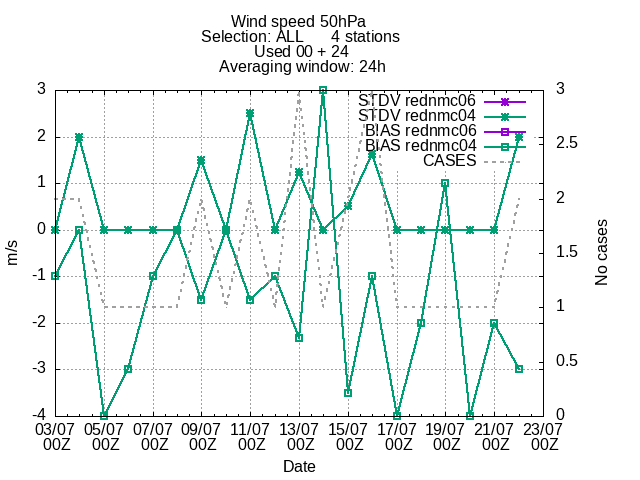 Wind speed 50hPa
Selection: ALL 4 stations
Used 00 + 24
Averaging window: 24h
STDV rednmc06
STDV rednmc04
BIAS rednmc06
BIAS rednmc04
CASES
m/s
3
2
1
0
-1
-2
-3
-4
No cases
3
2.5
2
1.5
1
0.5
0
03/07 05/07 07/07 09/07 11/07 13/07 15/07 17/07 19/07 21/07 23/07
00Z 00Z 00Z 00Z 00Z 00Z 00Z 00Z 00Z 00Z 00Z
Date